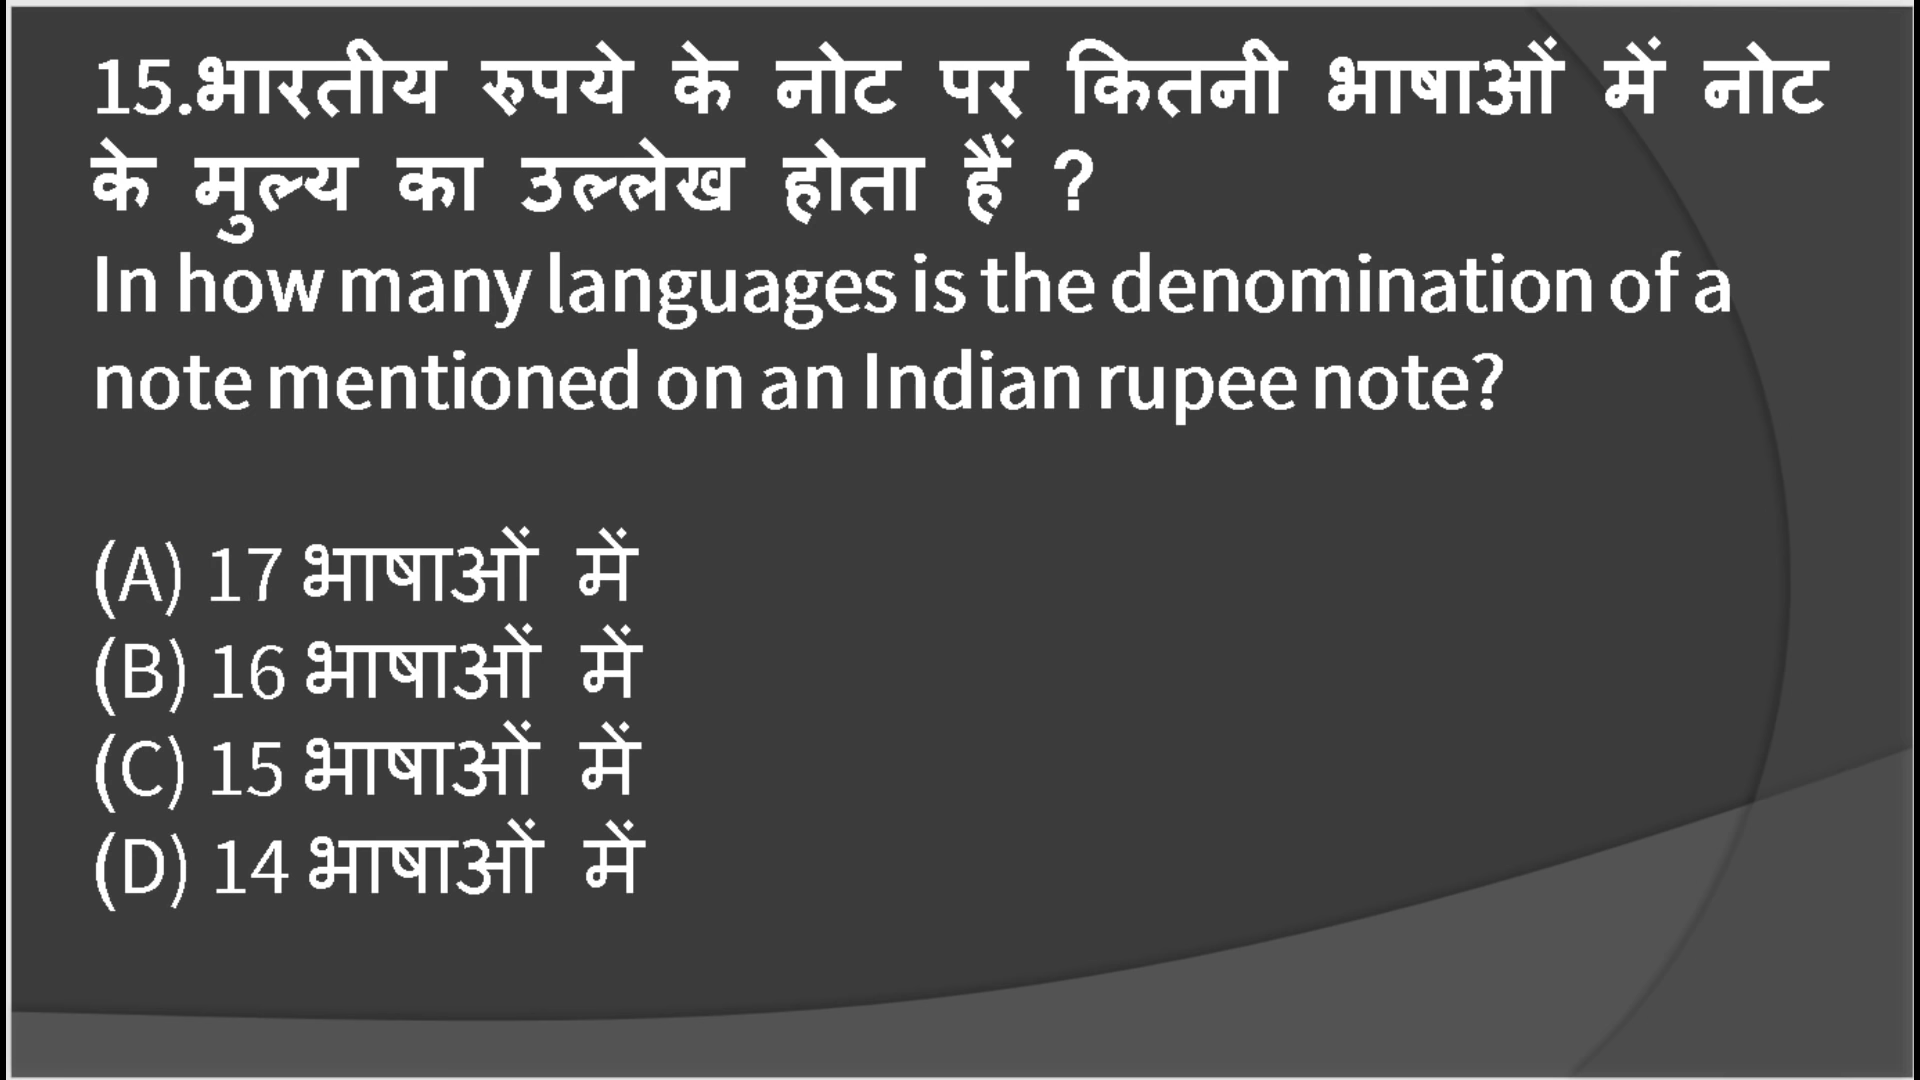 15.भारतीय रुपये के नोट पर कितनी भाषाओं में नोट
के मुल्य का उल्लेख होता हैं ?
In how many languages is the denomination of a
note mentioned on an Indian rupee note?
(A) 17 भाषाओं में
(B) 16 भाषाओं में
(C) 15 भाषाओं में
(D) 14 भाषाओं में